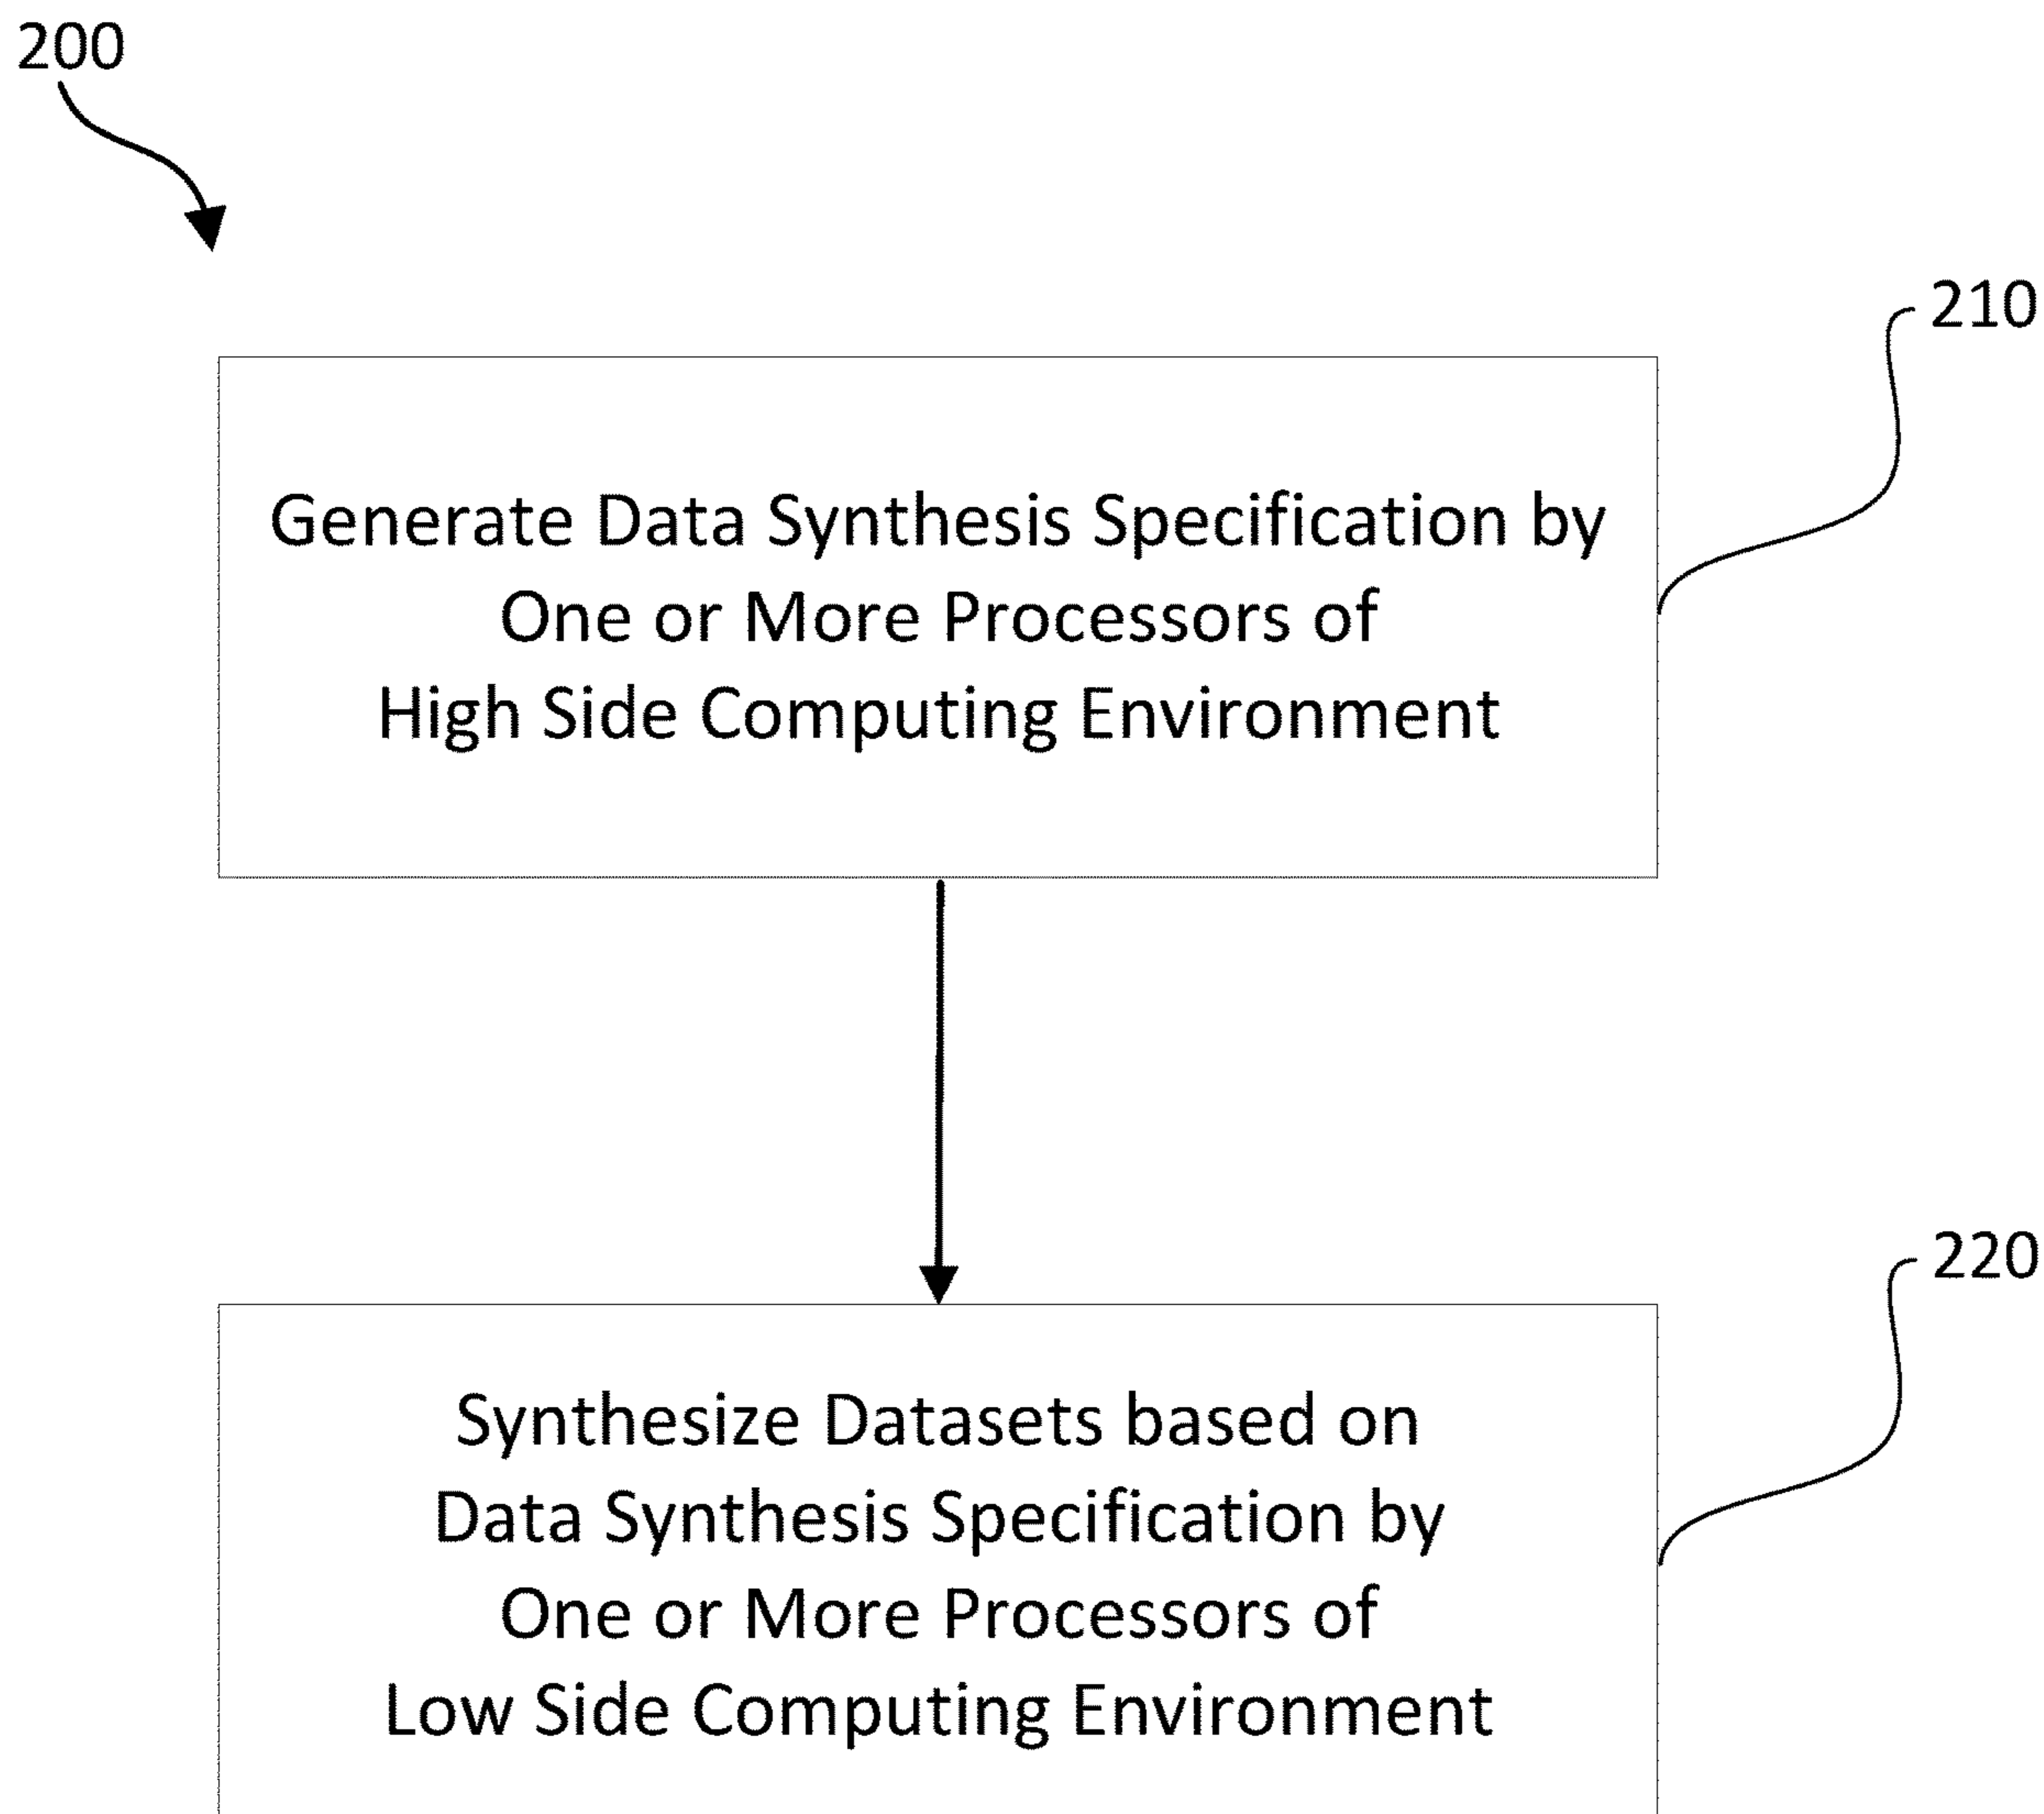 200
210
Generate Data Synthesis Specification by
One or More Processors of
High Side Computing Environment
220
Synthesize Datasets based on
Data Synthesis Specification by
One or More Processors of
Low Side Computing Environment